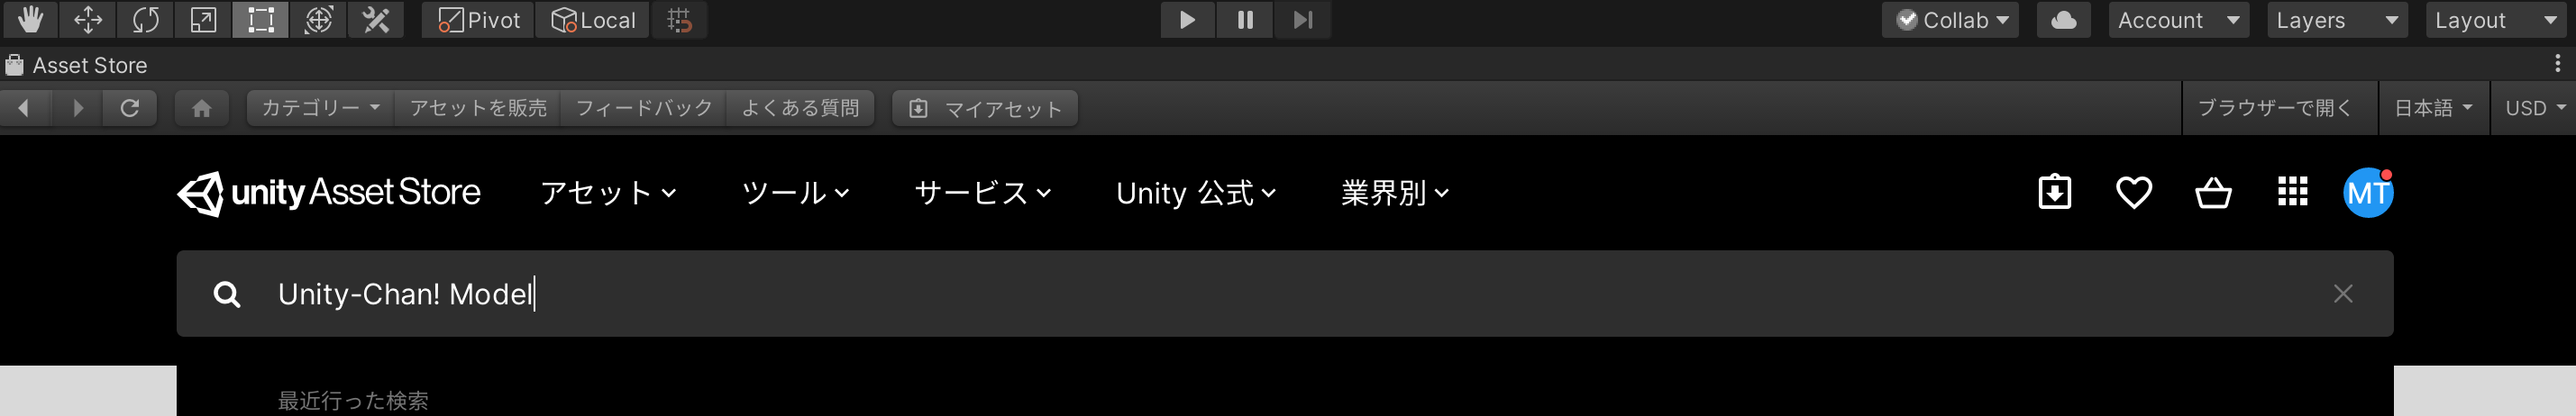 Pivot Local Collab Account Layers Layout
Asset Store
カテゴリー アセットを販売 フィードバック よくある質問 マイアセット ブラウザーで開く 日本語 USD
unity Asset Store アセット ツール サービス Unity 公式 業界別 MT
Unity-Chan! Model
最近行った検索